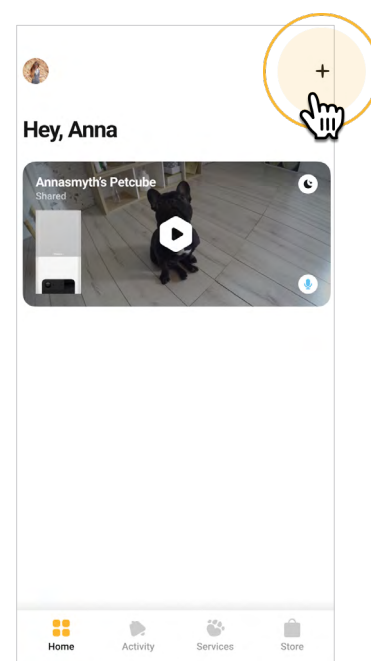 Hey, Anna
Annasmyth's Petcube
Shared
Home
Activity
Services
Store